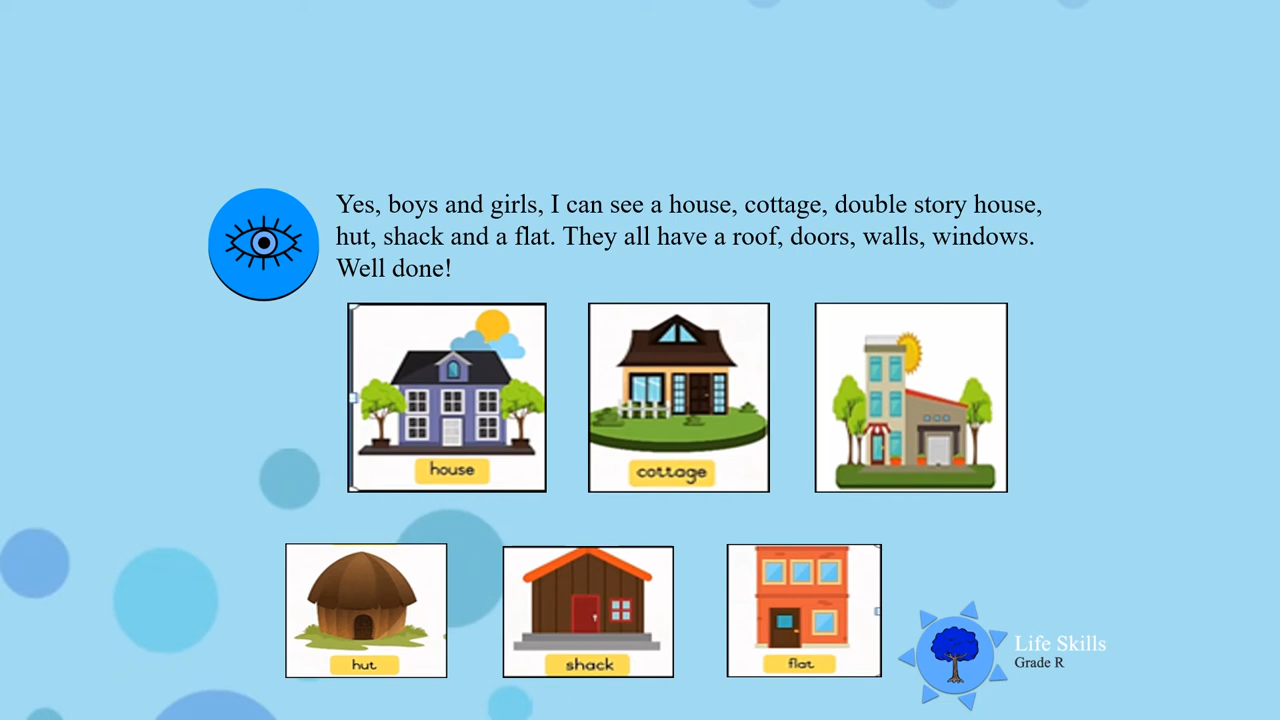 Yes, boys and girls, I can see a house, cottage, double story house,
hut, shack and a flat. They all have a roof, doors, walls, windows.
Well done!
house
cottage
hut
shack
flat
Life Skills
Grade R